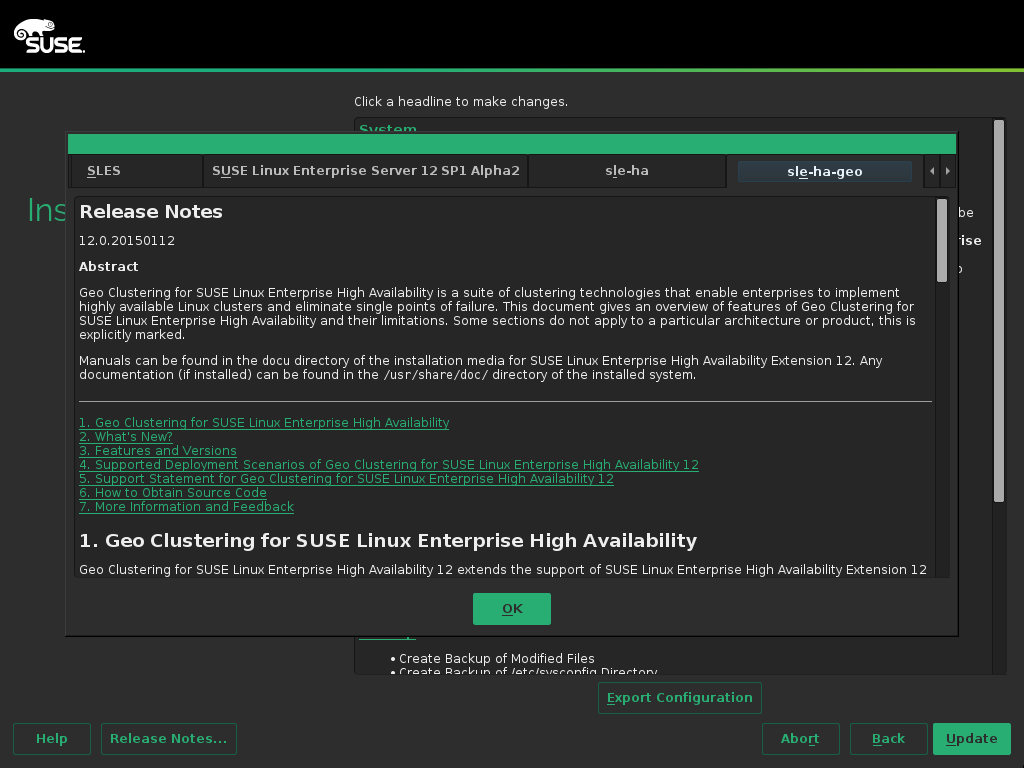 SUSE.
Click a headline to make changes.
System
SLES
SUSE Linux Enterprise Server 12 SP1 Alpha2
sle-ha
sle-ha-geo
Ins
be
rise
Release Notes
12.0.20150112
Abstract
Geo Clustering for SUSE Linux Enterprise High Availability is a suite of clustering technologies that enable enterprises to implement
highly available Linux clusters and eliminate single points of failure. This document gives an overview of features of Geo Clustering for
SUSE Linux Enterprise High Availability and their limitations. Some sections do not apply to a particular architecture or product, this is
explicitly marked.
Manuals can be found in the docu directory of the installation media for SUSE Linux Enterprise High Availability Extension 12. Any
documentation (if installed) can be found in the /usr/share/doc/ directory of the installed system.
1. Geo Clustering for SUSE Linux Enterprise High Availability
2. What's New?
3. Features and Versions
4. Supported Deployment Scenarios of Geo Clustering for SUSE Linux Enterprise High Availability 12
5. Support Statement for Geo Clustering for SUSE Linux Enterprise High Availability 12
6. How to Obtain Source Code
7. More Information and Feedback
1. Geo Clustering for SUSE Linux Enterprise High Availability
Geo Clustering for SUSE Linux Enterprise High Availability 12 extends the support of SUSE Linux Enterprise High Availability Extension 12
OK
• Create Backup of Modified Files
• Create Backup of /etc/sysconfig Directory
Export Configuration
Help
Release Notes...
Abort
Back
Update